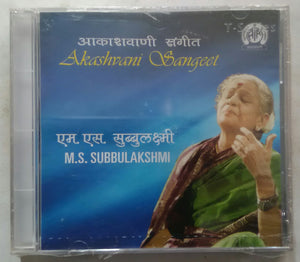 आकाशवाणी संगीत
Akashvani Sangeet
एम. एस. सुब्बुलक्ष्मी
M.S. SUBBULAKSHMI